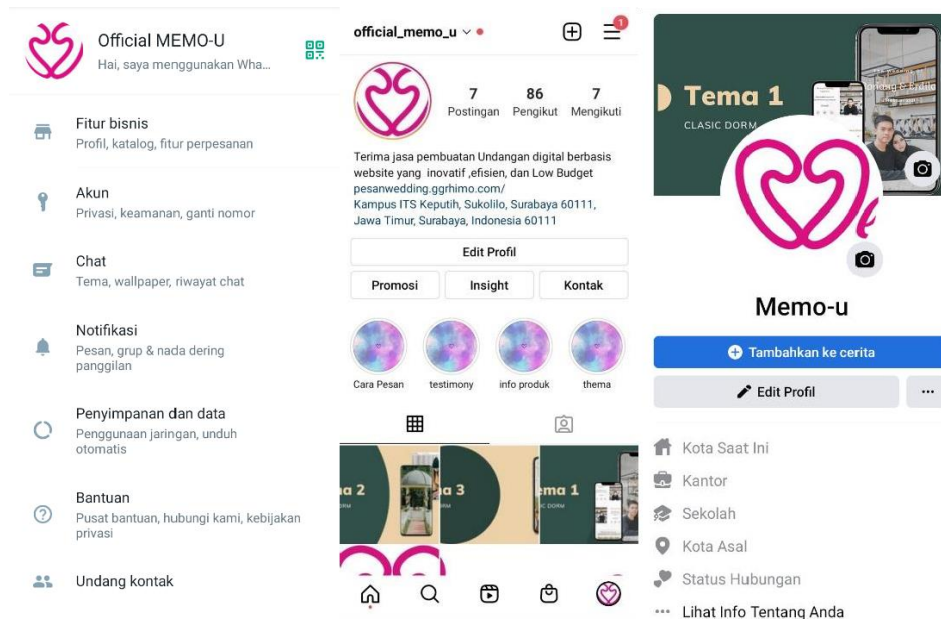 Official MEMO-U
Hai, saya menggunakan Wha...
Fitur bisnis
Profil, katalog, fitur perpesanan
Akun
Privasi, keamanan, ganti nomor
Chat
Tema, wallpaper, riwayat chat
Notifikasi
Pesan, grup & nada dering
panggilan
Penyimpanan dan data
Penggunaan jaringan, unduh
otomatis
Bantuan
Pusat bantuan, hubungi kami, kebijakan
privasi
Undang kontak
official_memo_u
1
7 86 7
Postingan Pengikut Mengikuti
Terima jasa pembuatan Undangan digital berbasis
website yang inovatif ,efisien, dan Low Budget
pesanwedding.ggrhimo.com/
Kampus ITS Keputih, Sukolilo, Surabaya 60111,
Jawa Timur, Surabaya, Indonesia 60111
Edit Profil
Promosi Insight Kontak
Cara Pesan testimony info produk thema
ma 2 ma 3 ema 1
Tema 1
CLASIC DORM
Memo-u
Tambahkan ke cerita
Edit Profil
Kota Saat Ini
Kantor
Sekolah
Kota Asal
Status Hubungan
Lihat Info Tentang Anda